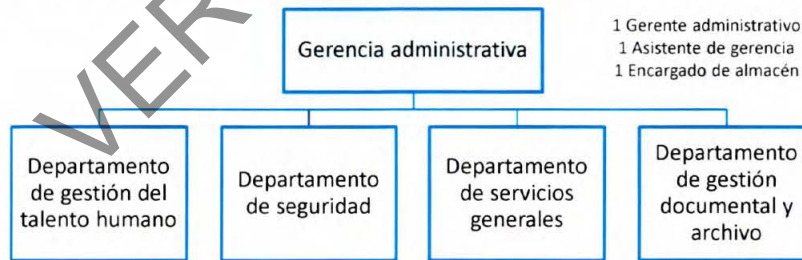 Gerencia administrativa
1 Gerente administrativo
1 Asistente de gerencia
1 Encargado de almacén
Departamento
de gestión del
talento humano
Departamento
de seguridad
Departamento
de servicios
generales
Departamento
de gestión
documental y
archivo
VER